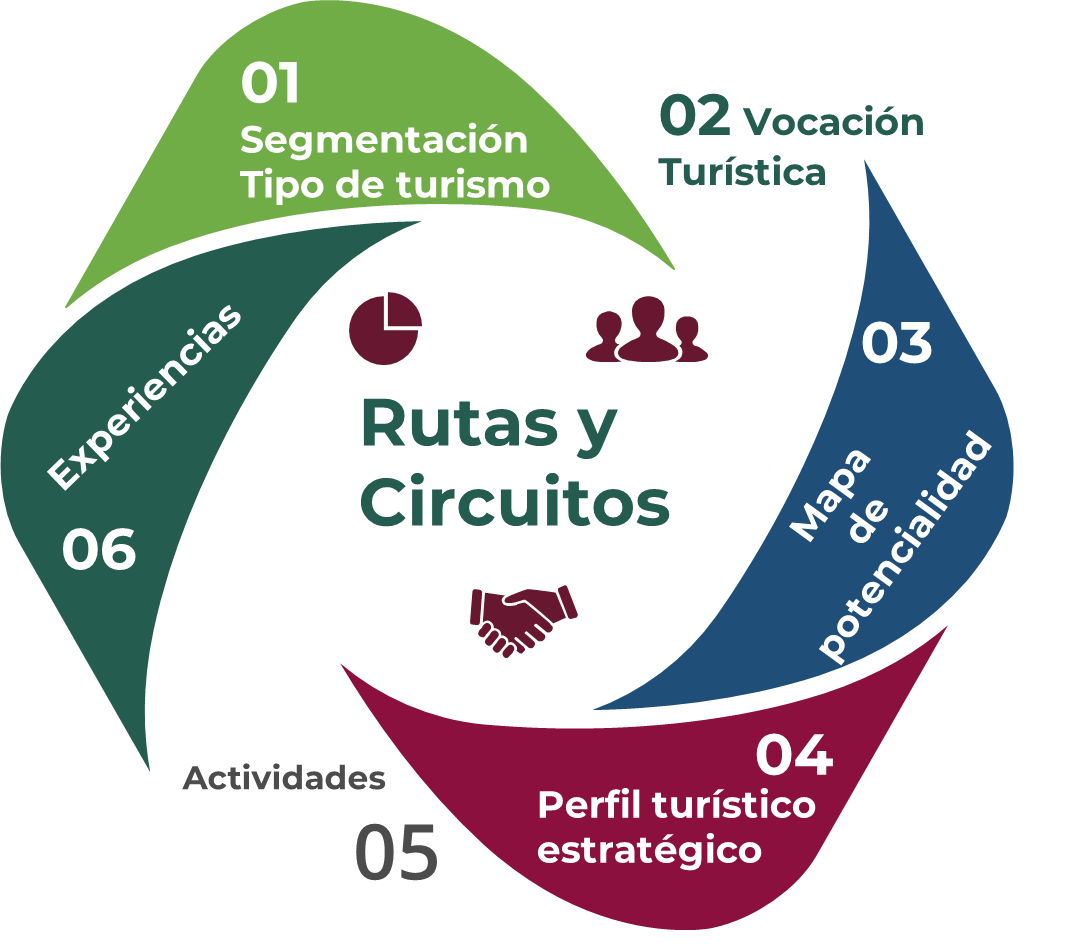 01
Segmentación
Tipo de turismo
02 Vocación
Turística
03
Mapa
de
potencialidad
04
Perfil turístico
estratégico
Actividades
05
Experiencias
06
Rutas y
Circuitos